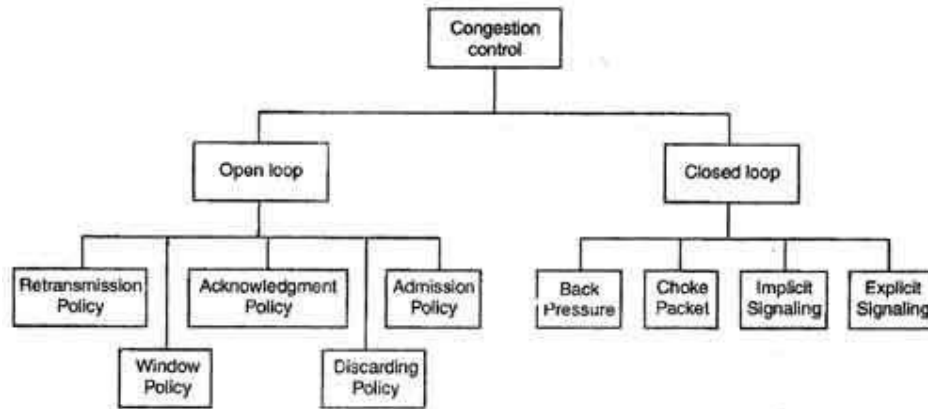 Congestion
control
Open loop
Closed loop
Retransmission
Policy
Acknowledgment
Policy
Admission
Policy
Back
Pressure
Choke
Packet
Implicit
Signaling
Explicit
Signaling
Window
Policy
Discarding
Policy